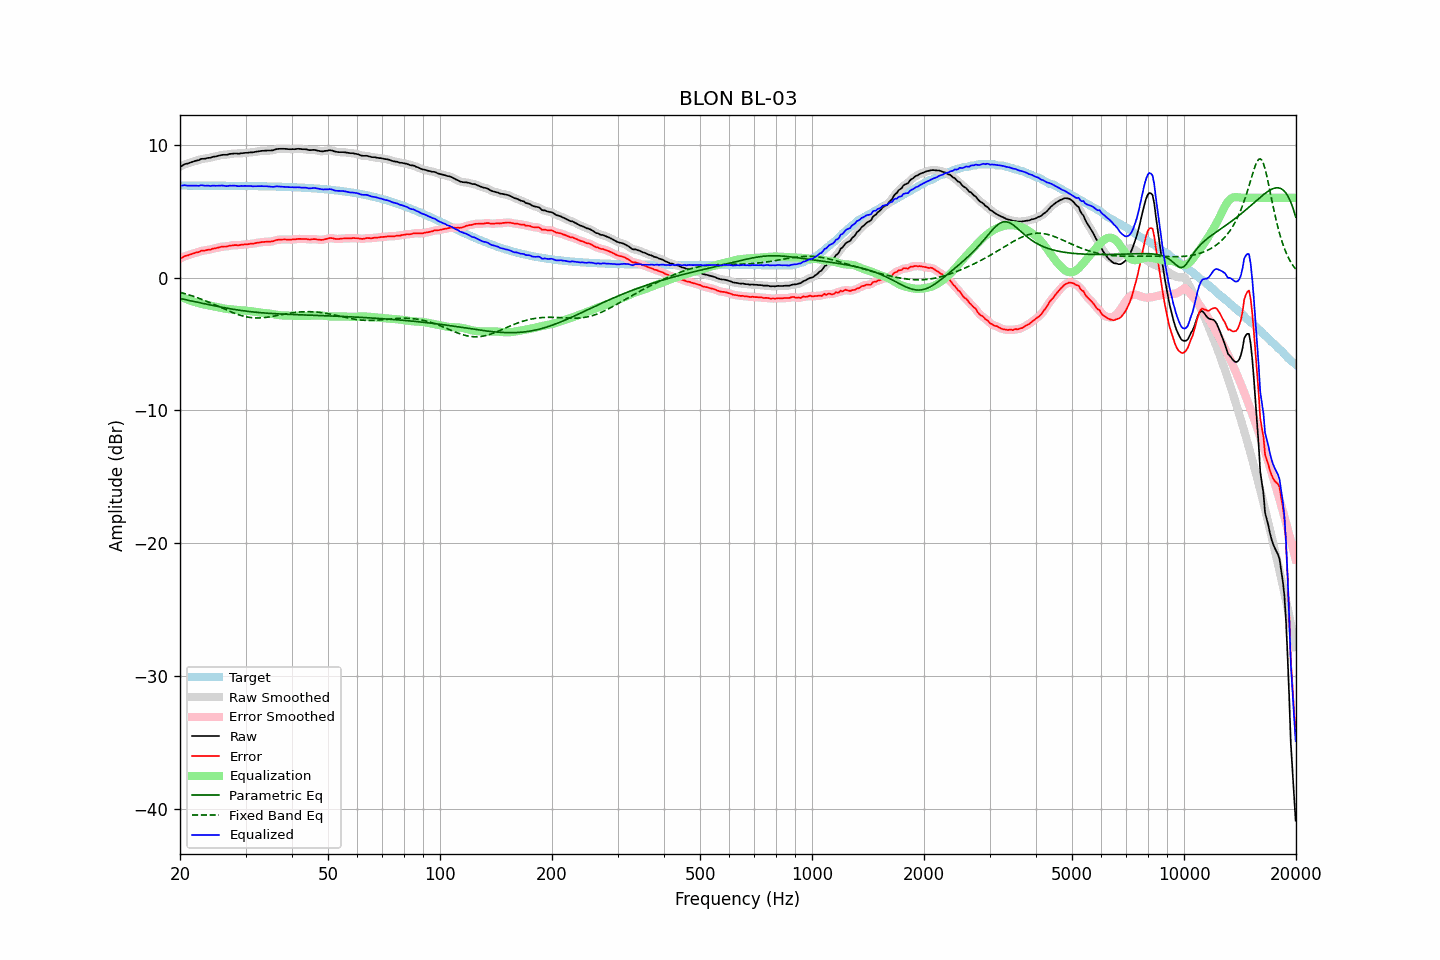 BLON BL-03
10
0
−10
−20
−30
−40
Amplitude (dBr)
20
50
100
200
500
1000
2000
5000
10000
20000
Frequency (Hz)
Target
Raw Smoothed
Error Smoothed
Raw
Error
Equalization
Parametric Eq
Fixed Band Eq
Equalized